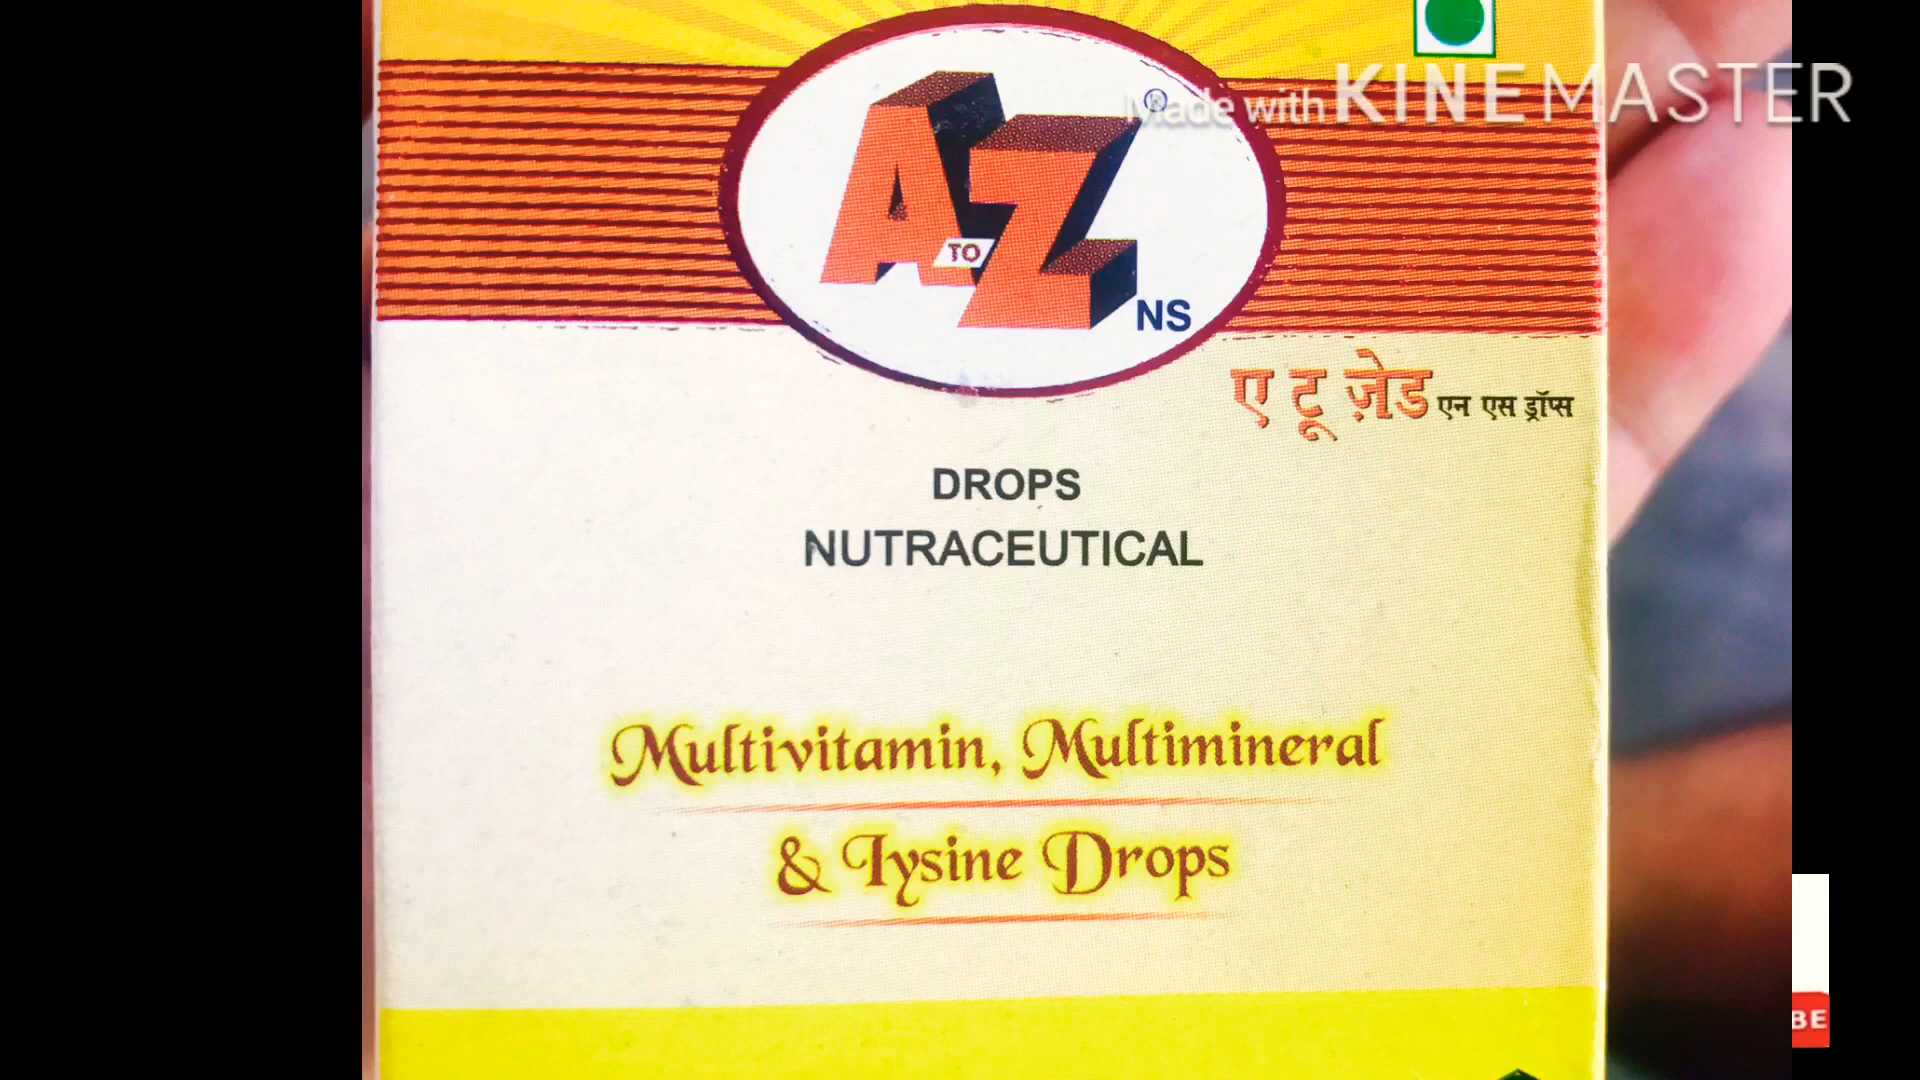 Made with KINEMASTER
A TO Z ® NS
ए टू ज़ेड एन एस ड्रॉप्स
DROPS
NUTRACEUTICAL
Multivitamin, Multimineral
& Lysine Drops
BE